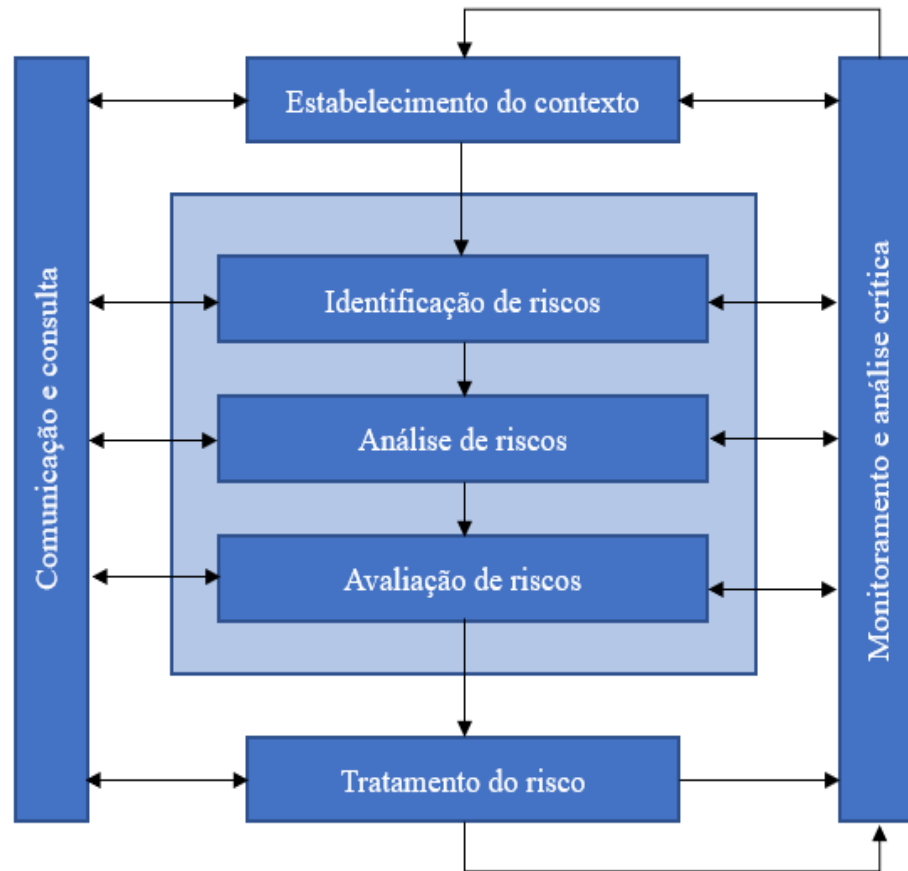 Estabelecimento do contexto
Comunicação e consulta
Identificação de riscos
Análise de riscos
Avaliação de riscos
Monitoramento e análise crítica
Tratamento do risco